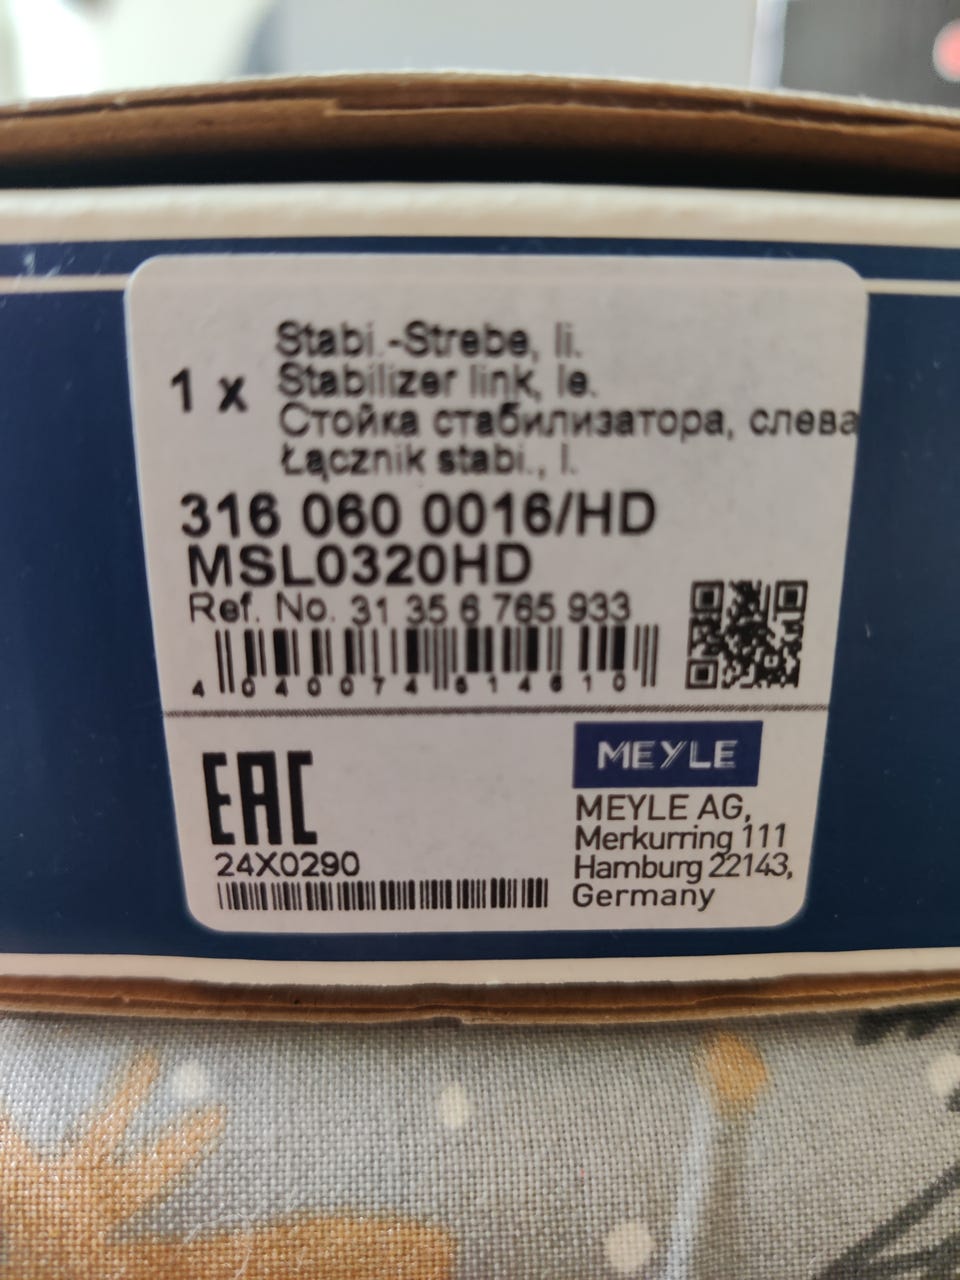 1 x
Stabi.-Strebe, li.
Stabilizer link, le.
Стойка стабилизатора, слева
Łącznik stabi., l.
316 060 0016/HD
MSL0320HD
Ref. No. 31 35 6 765 933
4 040074 614610
EAC
24X0290
MEYLE
MEYLE AG,
Merkurring 111
Hamburg 22143,
Germany